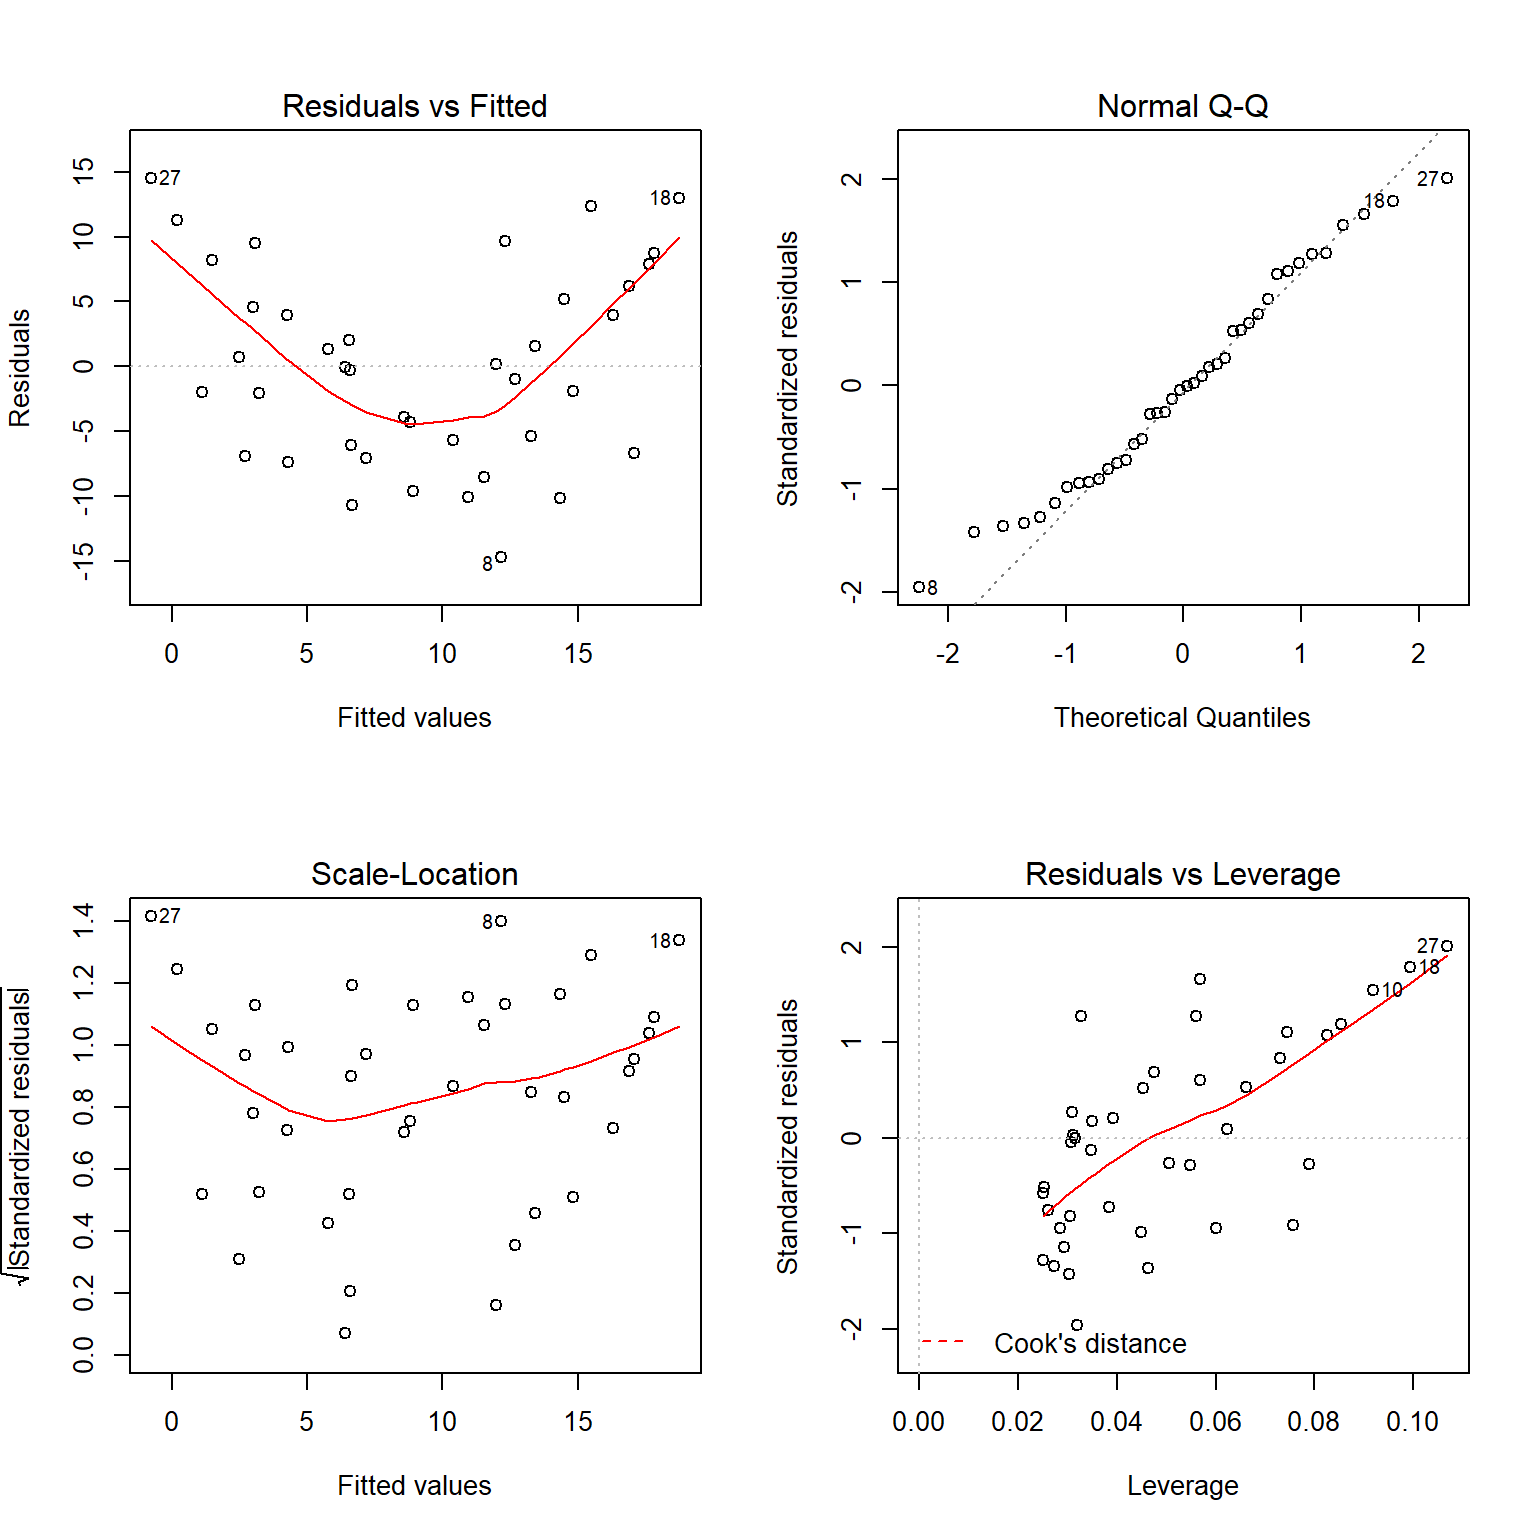 Residuals vs Fitted
Residuals
15
10
5
0
-5
-10
-15
27
18
8
0 5 10 15
Fitted values
Normal Q-Q
Standardized residuals
2
1
0
-1
-2
27
18
8
-2 -1 0 1 2
Theoretical Quantiles
Scale-Location
√|Standardized residuals|
1.4
1.2
1.0
0.8
0.6
0.4
0.2
0.0
27
8
18
0 5 10 15
Fitted values
Residuals vs Leverage
Standardized residuals
2
1
0
-1
-2
27
18
10
Cook's distance
0.00 0.02 0.04 0.06 0.08 0.10
Leverage